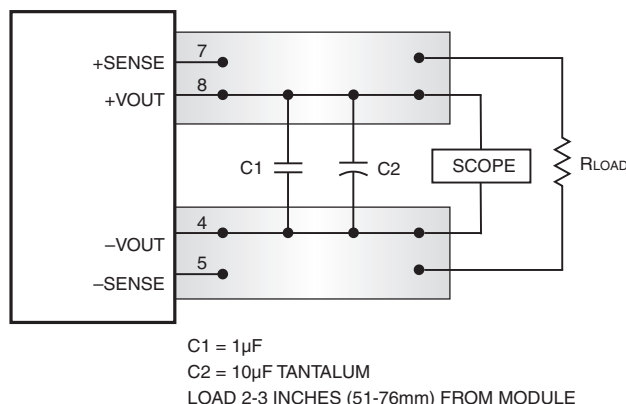 +SENSE 7
+VOUT 8
C1 C2 SCOPE RLOAD
–VOUT 4
–SENSE 5
C1 = 1µF
C2 = 10µF TANTALUM
LOAD 2-3 INCHES (51-76mm) FROM MODULE